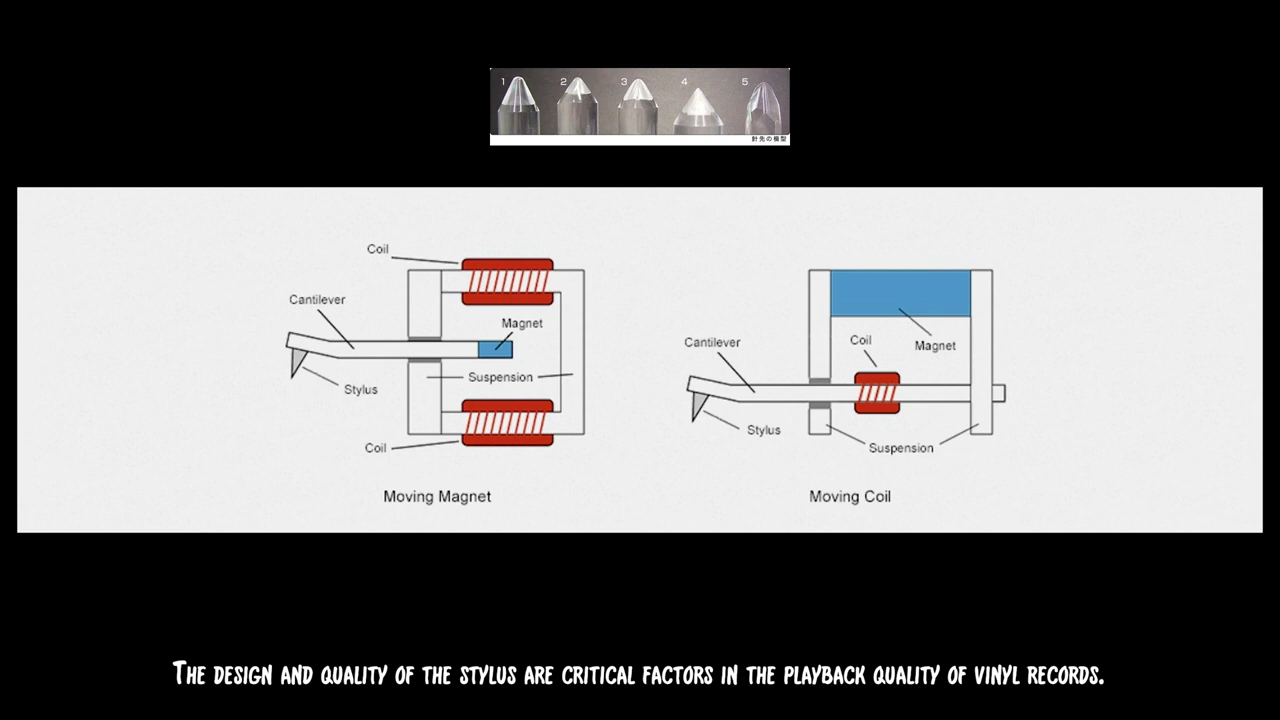 1 2 3 4 5
針先の模型
Coil
Cantilever
Magnet
Suspension
Stylus
Coil
Moving Magnet
Coil
Cantilever
Magnet
Stylus
Suspension
Moving Coil
The design and quality of the stylus are critical factors in the playback quality of vinyl records.